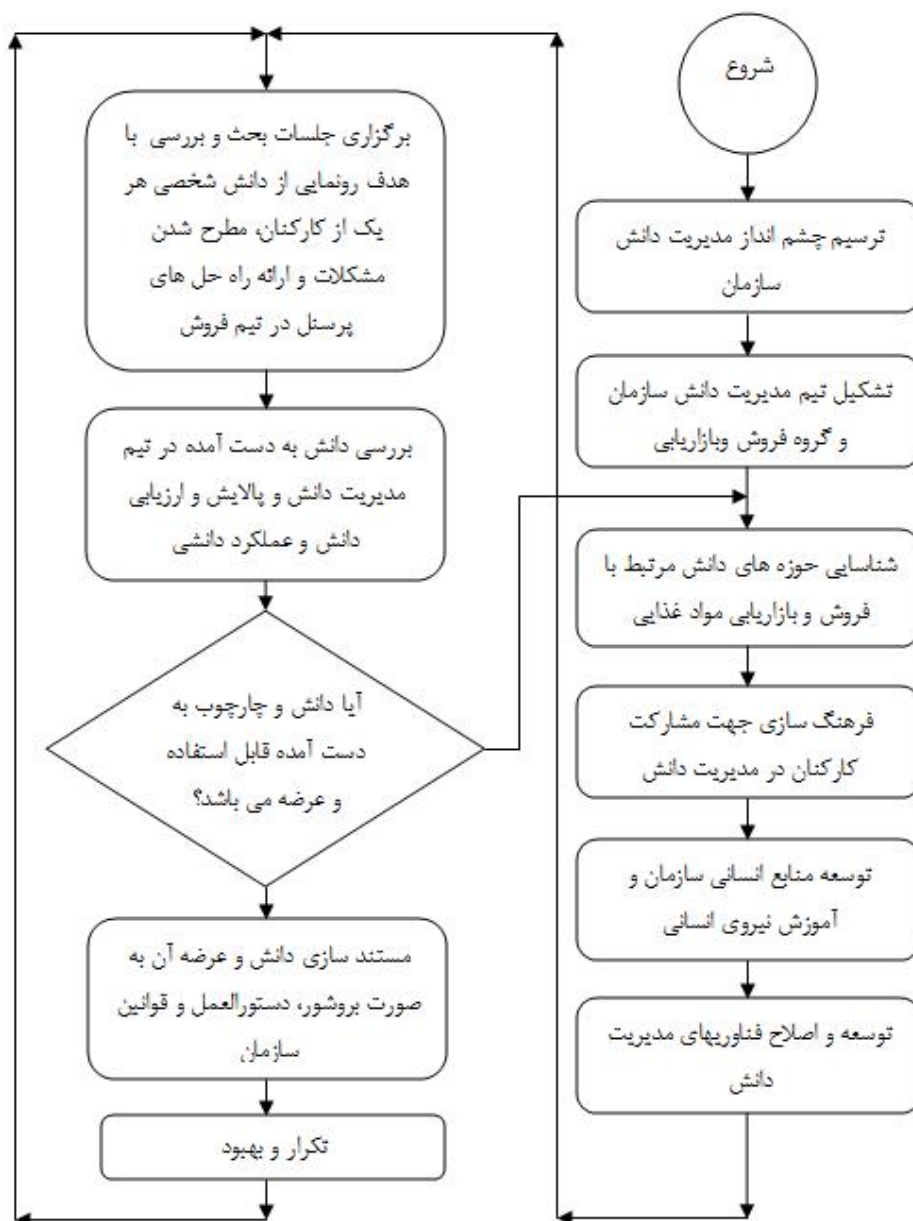 شروع
ترسیم چشم انداز مدیریت دانش
سازمان
تشکیل تیم مدیریت دانش سازمان
و گروه فروش وبازاریابی
شناسایی حوزه های دانش مرتبط با
فروش و بازاریابی مواد غذایی
فرهنگ سازی جهت مشارکت
کارکنان در مدیریت دانش
توسعه منابع انسانی سازمان و
آموزش نیروی انسانی
توسعه و اصلاح فناوریهای مدیریت
دانش
برگزاری جلسات بحث و بررسی با
هدف رونمایی از دانش شخصی هر
یک از کارکنان، مطرح شدن
مشکلات و ارائه راه حل های
پرسنل در تیم فروش
بررسی دانش به دست آمده در تیم
مدیریت دانش و پالایش و ارزیابی
دانش و عملکرد دانشی
آیا دانش و چارچوب به
دست آمده قابل استفاده
و عرضه می باشد؟
مستند سازی دانش و عرضه آن به
صورت بروشور، دستورالعمل و قوانین
سازمان
تکرار و بهبود